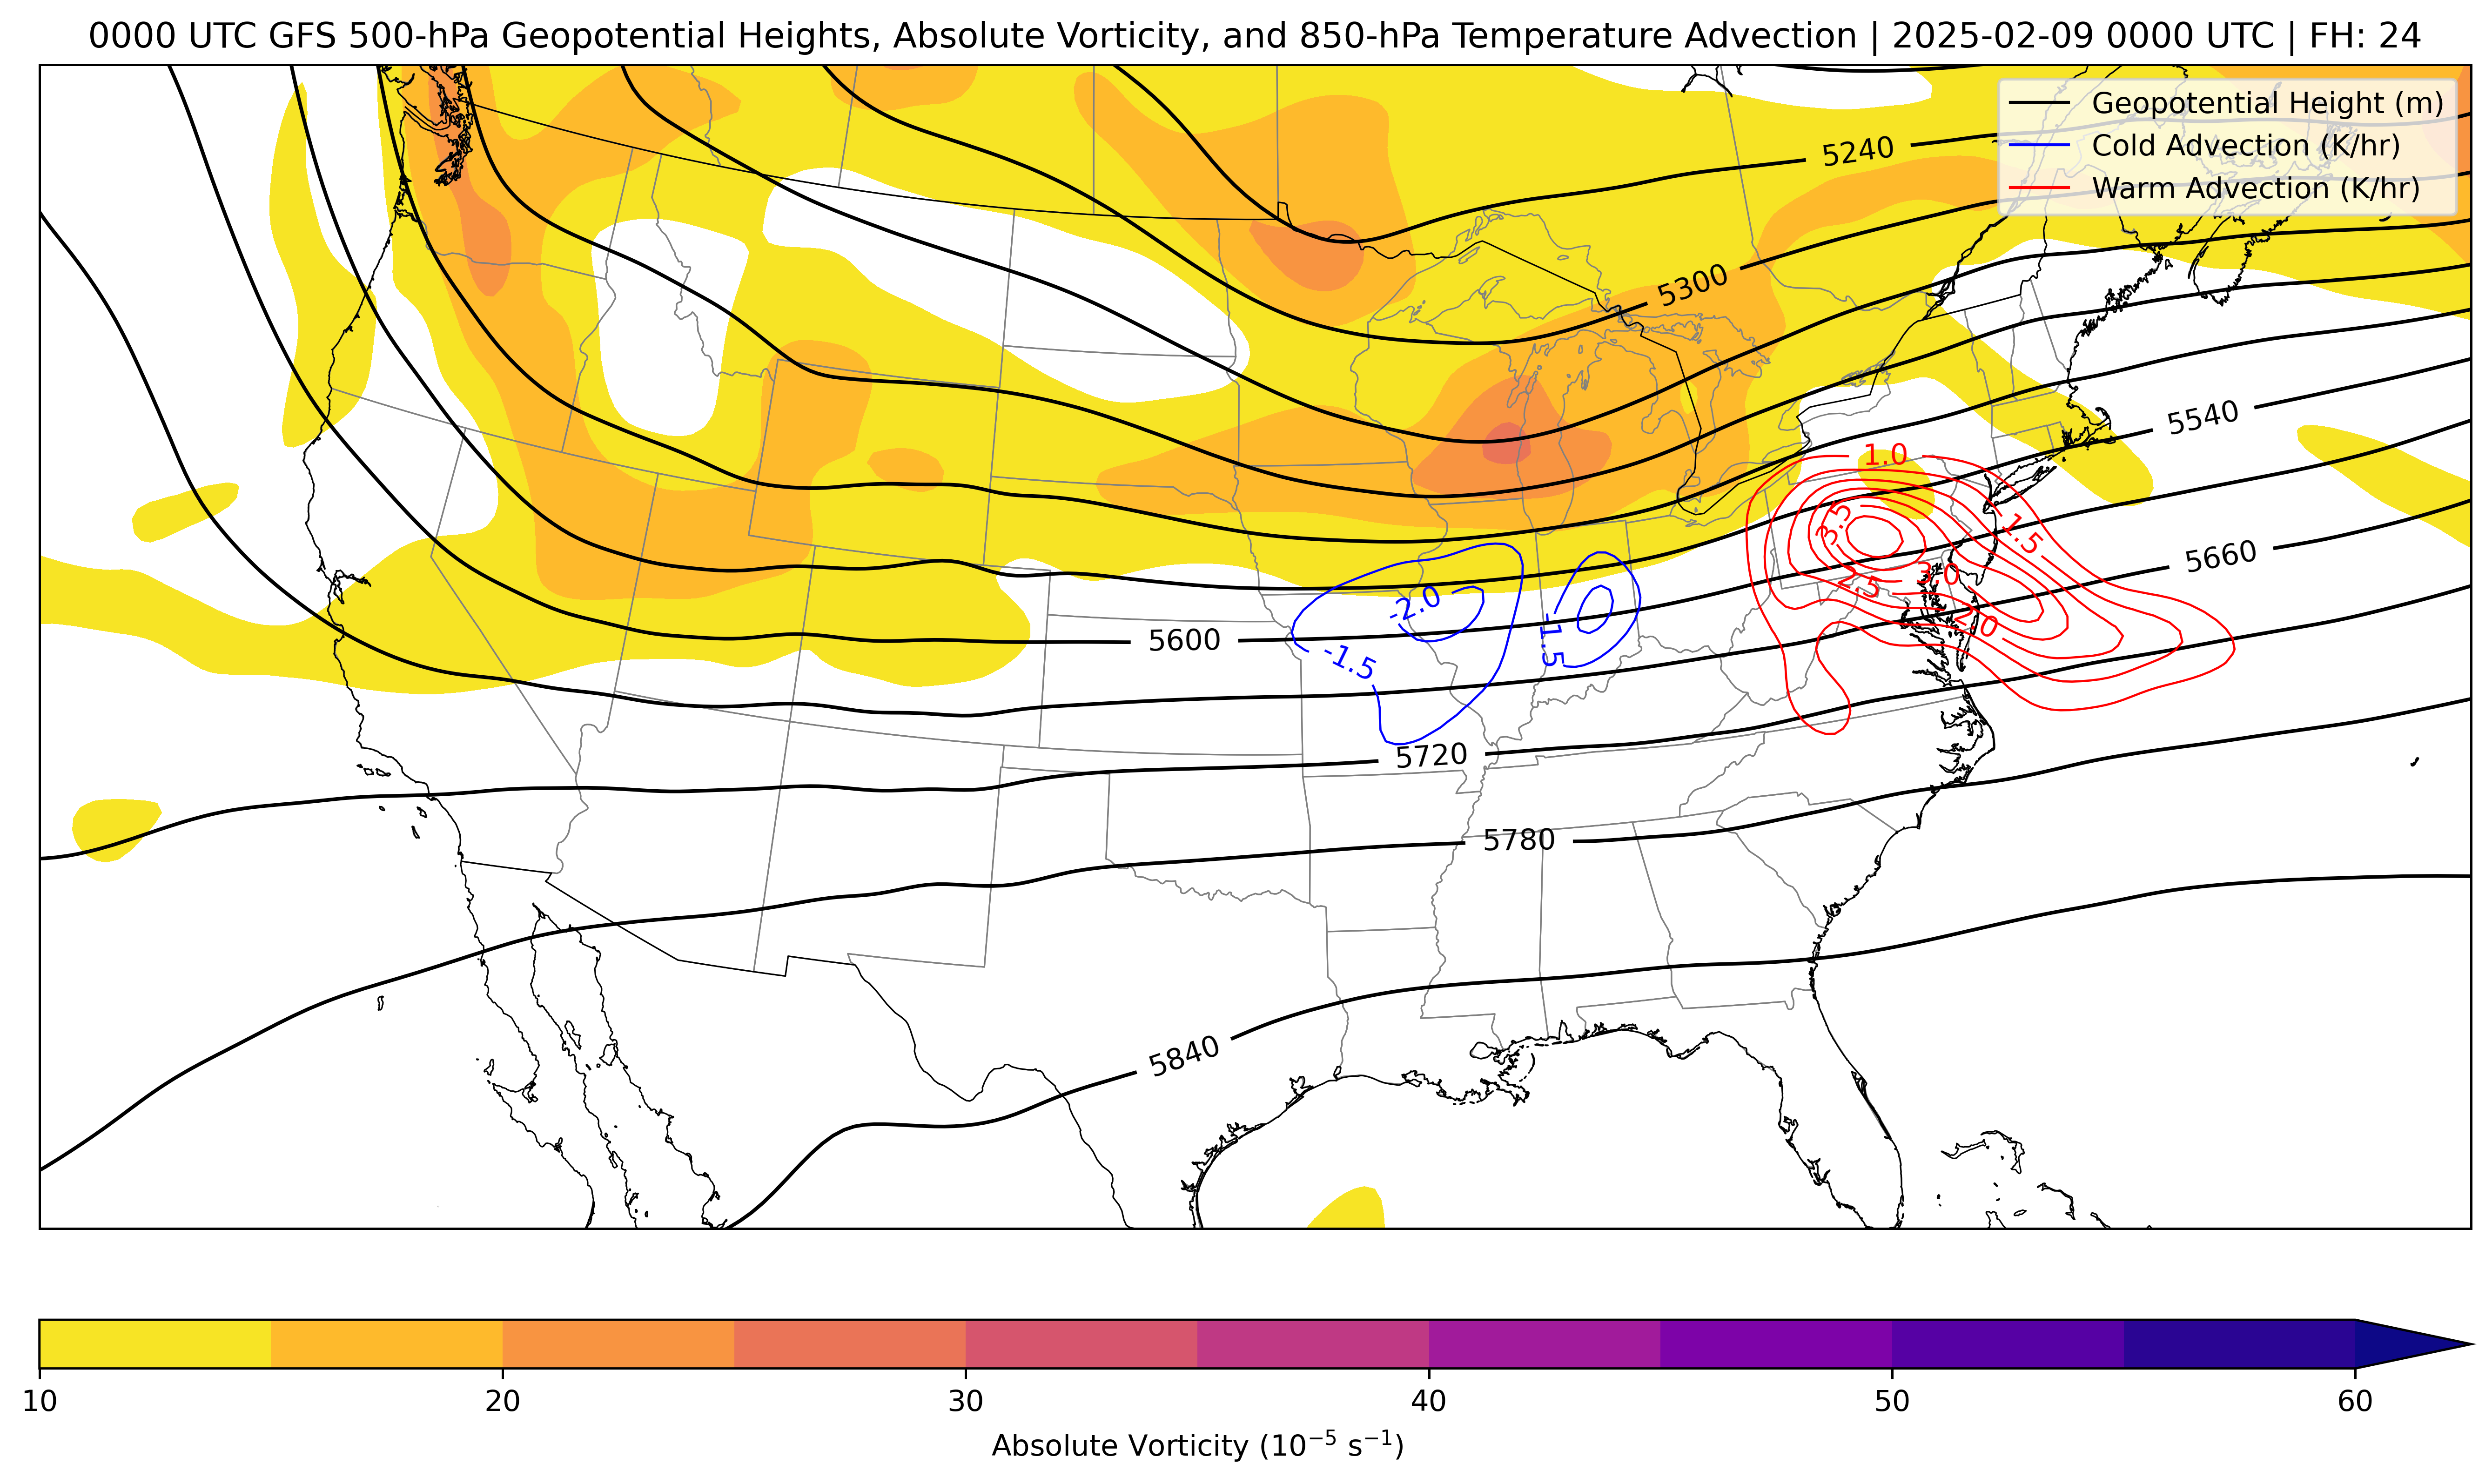 0000 UTC GFS 500-hPa Geopotential Heights, Absolute Vorticity, and 850-hPa Temperature Advection | 2025-02-09 0000 UTC | FH: 24
Geopotential Height (m)
Cold Advection (K/hr)
Warm Advection (K/hr)
5240
5300
5540
1.0
3.5
1.5
5660
3.0
2.5
-2.0
2.0
5600
-1.5
-1.5
5720
5780
5840
10 20 30 40 50 60
Absolute Vorticity (10⁻⁵ s⁻¹)